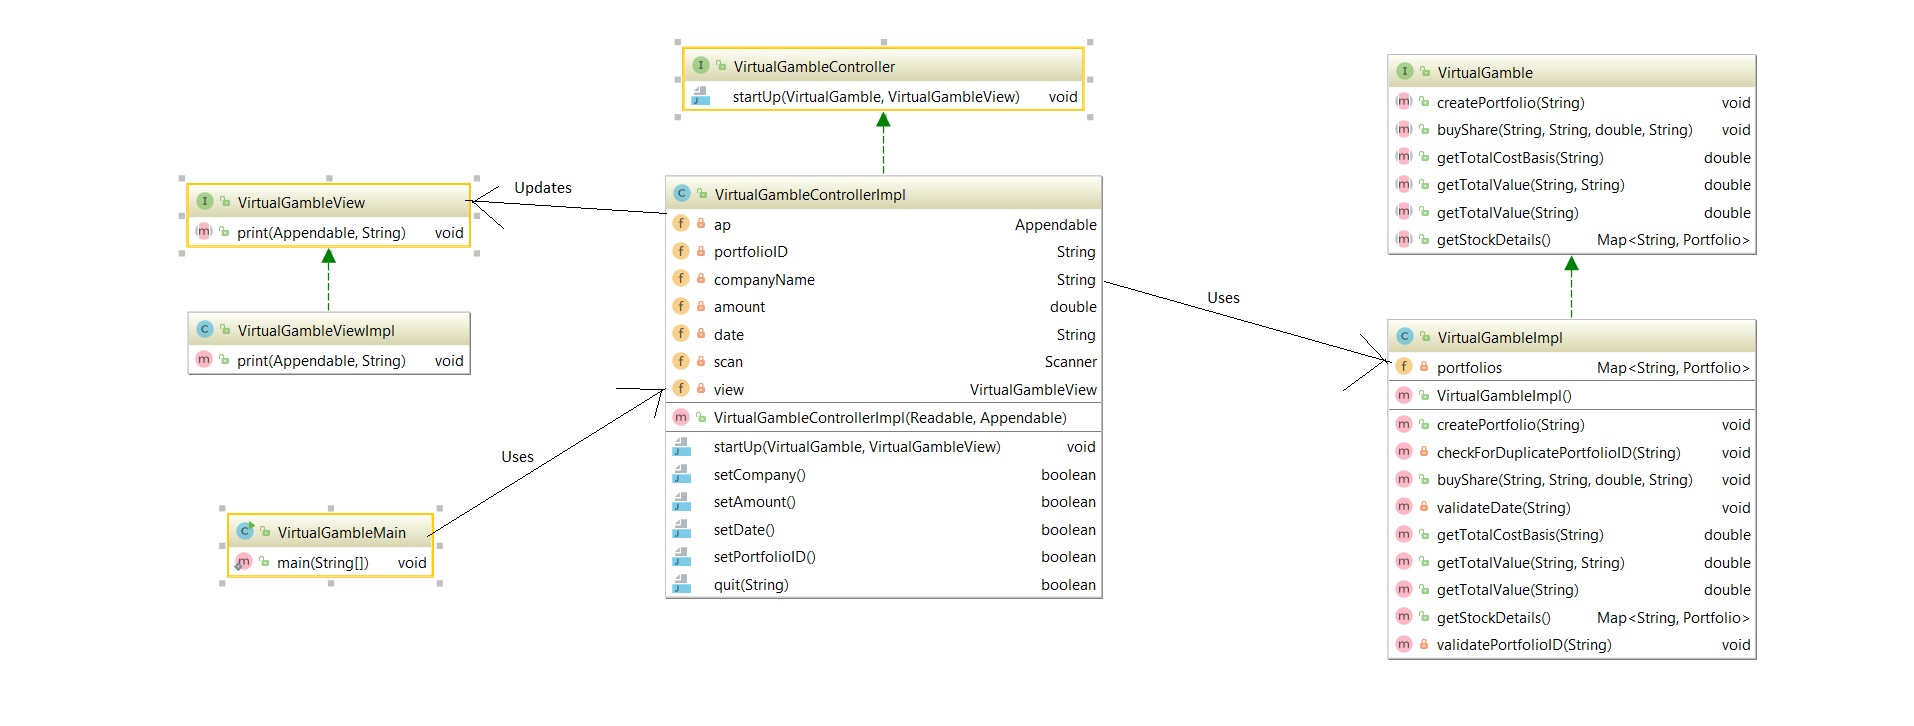 VirtualGambleController
startUp(VirtualGamble, VirtualGambleView) void
VirtualGamble
createPortfolio(String) void
buyShare(String, String, double, String) void
getTotalCostBasis(String) double
getTotalValue(String, String) double
getTotalValue(String) double
getStockDetails() Map<String, Portfolio>
Updates
VirtualGambleView
print(Appendable, String) void
VirtualGambleViewImpl
print(Appendable, String) void
VirtualGambleControllerImpl
ap Appendable
portfolioID String
companyName String
amount double
date String
scan Scanner
view VirtualGambleView
VirtualGambleControllerImpl(Readable, Appendable)
startUp(VirtualGamble, VirtualGambleView) void
setCompany() boolean
setAmount() boolean
setDate() boolean
setPortfolioID() boolean
quit(String) boolean
Uses
VirtualGambleImpl
portfolios Map<String, Portfolio>
VirtualGambleImpl()
createPortfolio(String) void
checkForDuplicatePortfolioID(String) void
buyShare(String, String, double, String) void
validateDate(String) void
getTotalCostBasis(String) double
getTotalValue(String, String) double
getTotalValue(String) double
getStockDetails() Map<String, Portfolio>
validatePortfolioID(String) void
Uses
VirtualGambleMain
main(String[]) void